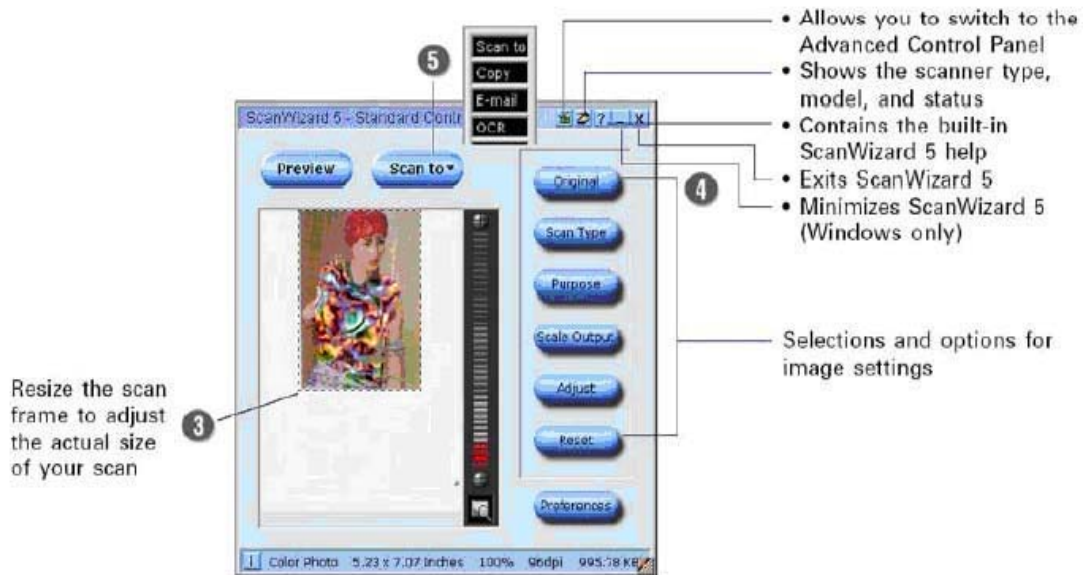 Scan to
Copy
E-mail
OCR
5
• Allows you to switch to the
Advanced Control Panel
• Shows the scanner type,
model, and status
• Contains the built-in
ScanWizard 5 help
• Exits ScanWizard 5
• Minimizes ScanWizard 5
(Windows only)
ScanWizard 5 - Standard Contr
? _ X
Preview
Scan to
4
Original
Scan Type
Purpose
Scale Output
Adjust
Reset
Preferences
Selections and options for
image settings
Resize the scan
frame to adjust
the actual size
of your scan
3
i Color Photo 5.23 x 7.07 Inches 100% 96dpi 995.78 KB